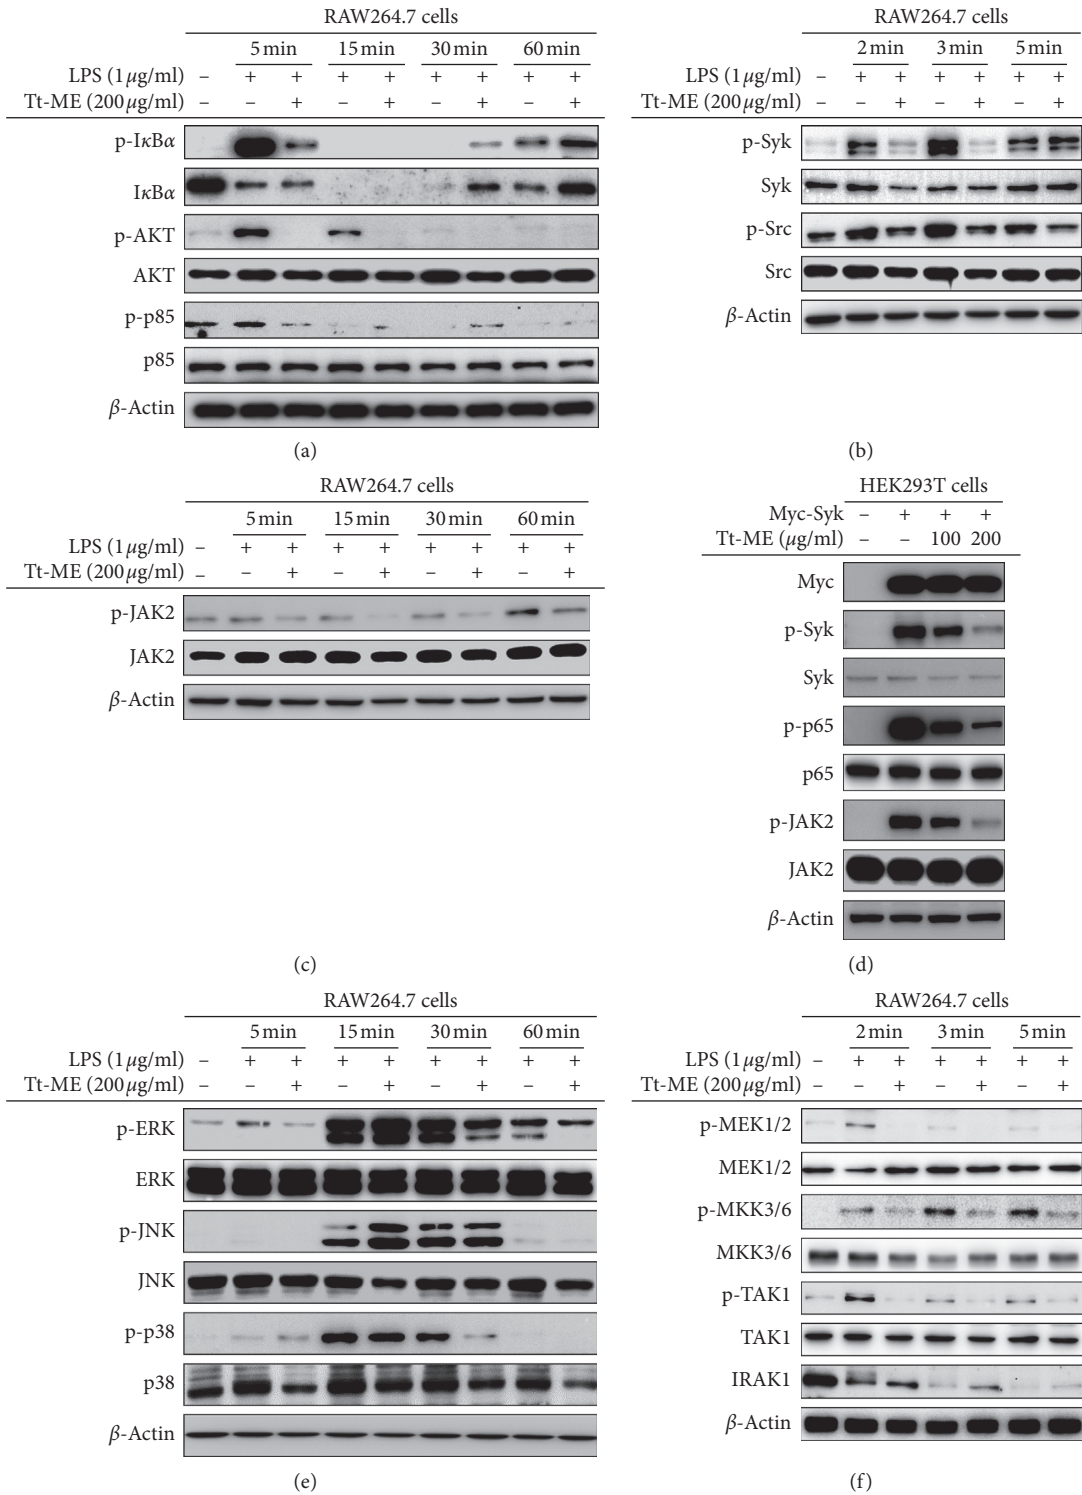 RAW264.7 cells
5 min 15 min 30 min 60 min
LPS (1 μg/ml) – + + + + + + + +
Tt-ME (200 μg/ml) – – + – + – + – +
p-IκBα
IκBα
p-AKT
AKT
p-p85
p85
β-Actin
(a)
RAW264.7 cells
2 min 3 min 5 min
LPS (1 μg/ml) – + + + + + +
Tt-ME (200 μg/ml) – – + – + – +
p-Syk
Syk
p-Src
Src
β-Actin
(b)
RAW264.7 cells
5 min 15 min 30 min 60 min
LPS (1 μg/ml) – + + + + + + + +
Tt-ME (200 μg/ml) – – + – + – + – +
p-JAK2
JAK2
β-Actin
(c)
HEK293T cells
Myc-Syk – + + +
Tt-ME (μg/ml) – – 100 200
Myc
p-Syk
Syk
p-p65
p65
p-JAK2
JAK2
β-Actin
(d)
RAW264.7 cells
5 min 15 min 30 min 60 min
LPS (1 μg/ml) – + + + + + + + +
Tt-ME (200 μg/ml) – – + – + – + – +
p-ERK
ERK
p-JNK
JNK
p-p38
p38
β-Actin
(e)
RAW264.7 cells
2 min 3 min 5 min
LPS (1 μg/ml) – + + + + + +
Tt-ME (200 μg/ml) – – + – + – +
p-MEK1/2
MEK1/2
p-MKK3/6
MKK3/6
p-TAK1
TAK1
IRAK1
β-Actin
(f)